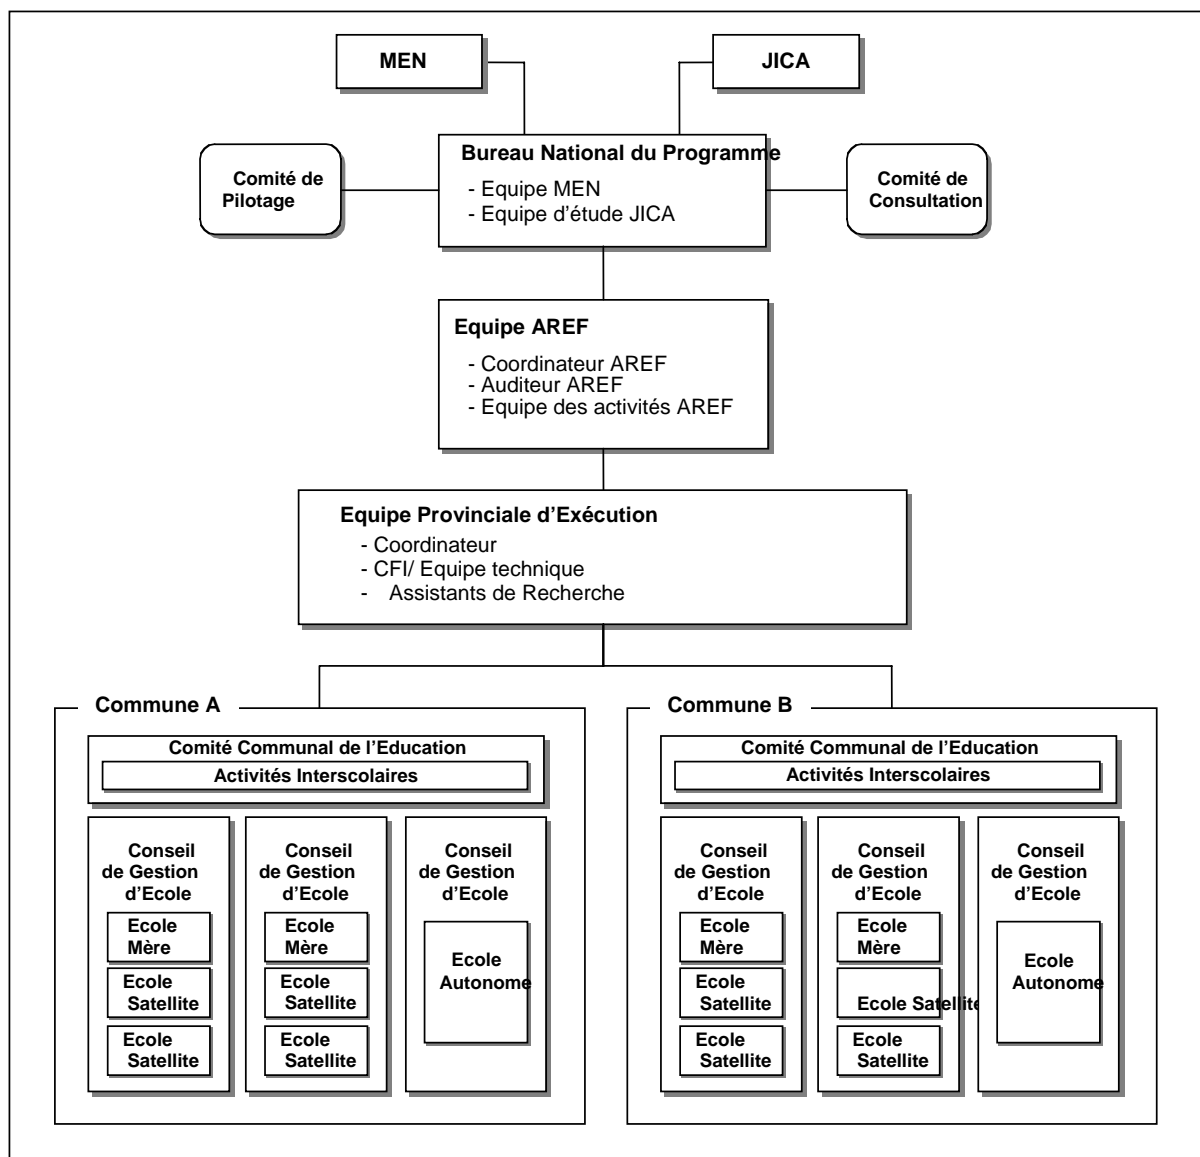 MEN
JICA
Bureau National du Programme
- Equipe MEN
- Equipe d'étude JICA
Comité de
Pilotage
Comité de
Consultation
Equipe AREF
- Coordinateur AREF
- Auditeur AREF
- Equipe des activités AREF
Equipe Provinciale d'Exécution
- Coordinateur
- CFI/ Equipe technique
- Assistants de Recherche
Commune A
Comité Communal de l'Education
Activités Interscolaires
Conseil
de Gestion
d'Ecole
Ecole
Mère
Ecole
Satellite
Ecole
Satellite
Conseil
de Gestion
d'Ecole
Ecole
Mère
Ecole
Satellite
Ecole
Satellite
Conseil
de Gestion
d'Ecole
Ecole
Autonome
Commune B
Comité Communal de l'Education
Activités Interscolaires
Conseil
de Gestion
d'Ecole
Ecole
Mère
Ecole
Satellite
Ecole
Satellite
Conseil
de Gestion
d'Ecole
Ecole
Mère
Ecole Satellite
Ecole
Satellite
Conseil
de Gestion
d'Ecole
Ecole
Autonome